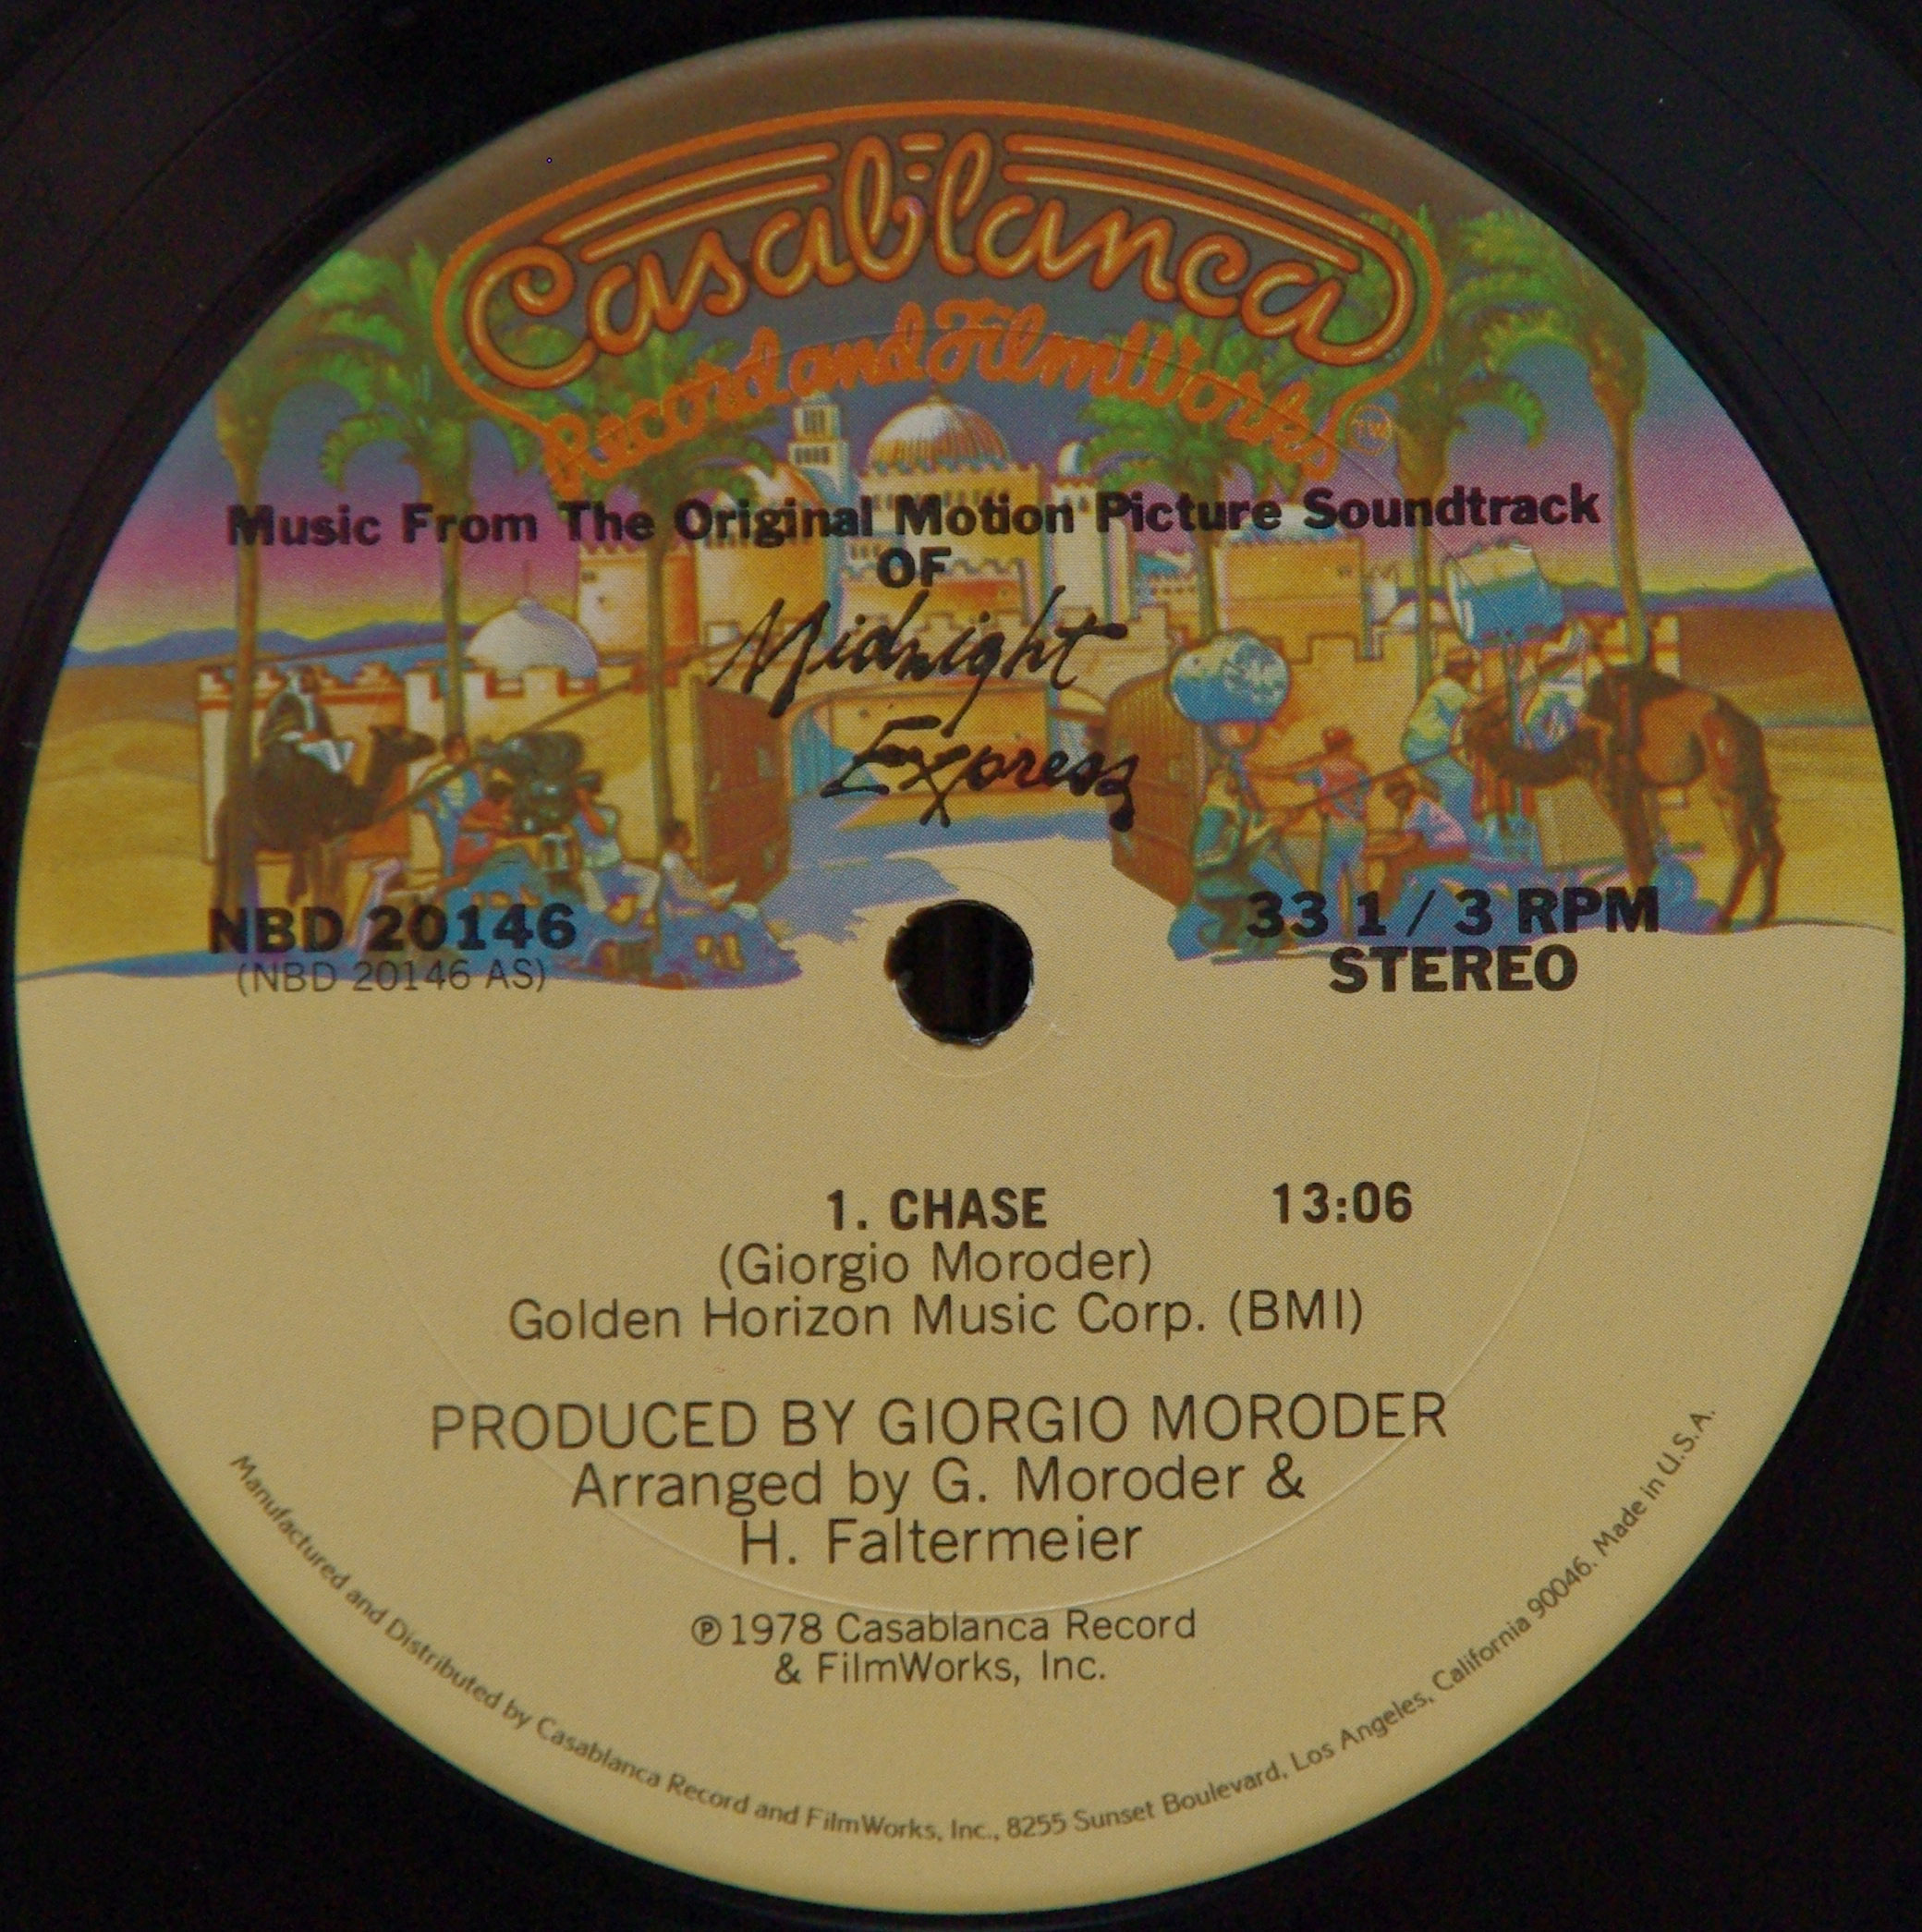 Casablanca
Record and FilmWorks TM
Music From The Original Motion Picture Soundtrack
OF
Midnight
Express
NBD 20146
(NBD 20146 AS)
33 1/3 RPM
STEREO
1. CHASE 13:06
(Giorgio Moroder)
Golden Horizon Music Corp. (BMI)
PRODUCED BY GIORGIO MORODER
Arranged by G. Moroder &
H. Faltermeier
℗1978 Casablanca Record
& FilmWorks, Inc.
Manufactured and Distributed by Casablanca Record and FilmWorks, Inc., 8255 Sunset Boulevard, Los Angeles, California 90046. Made in U.S.A.